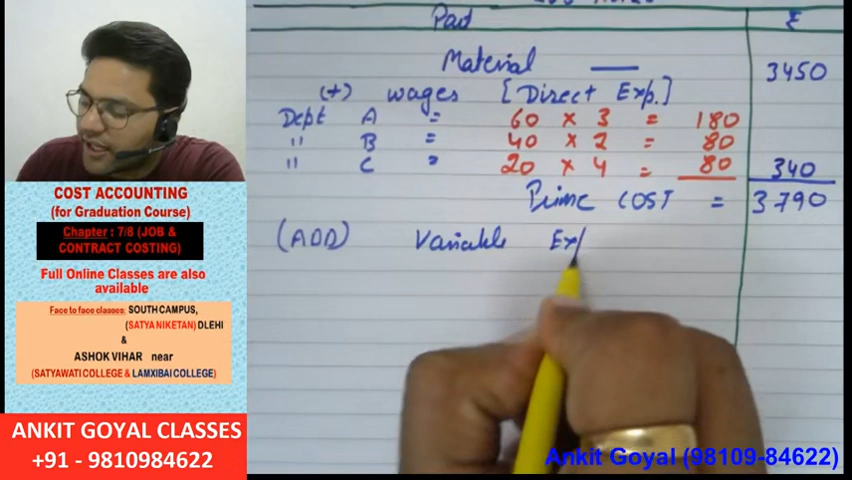 Part ₹
Material 3450
(+) wages [Direct Exp.]
Dept A = 60 x 3 = 180
" B = 40 x 2 = 80
" C = 20 x 4 = 80 340
Prime COST = 3790
(ADD) Variable Exp
COST ACCOUNTING
(for Graduation Course)
Chapter : 7/8 (JOB &
CONTRACT COSTING)
Full Online Classes are also
available
Face to face classes: SOUTH CAMPUS,
(SATYA NIKETAN) DLEHI
&
ASHOK VIHAR near
(SATYAWATI COLLEGE & LAMXIBAI COLLEGE)
ANKIT GOYAL CLASSES
+91 - 9810984622
Ankit Goyal (98109-84622)